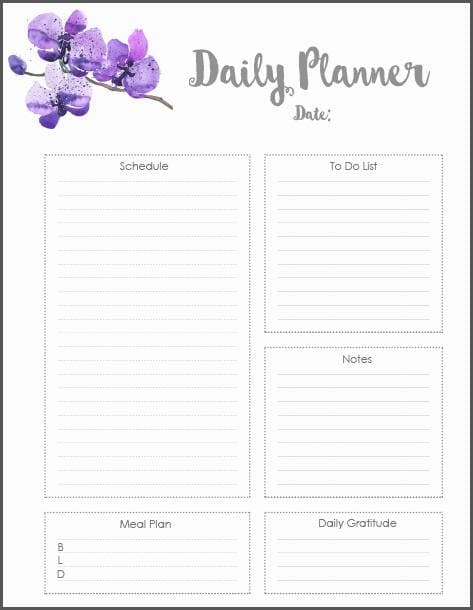 Daily Planner
Date:
Schedule
To Do List
Notes
Meal Plan
B
L
D
Daily Gratitude